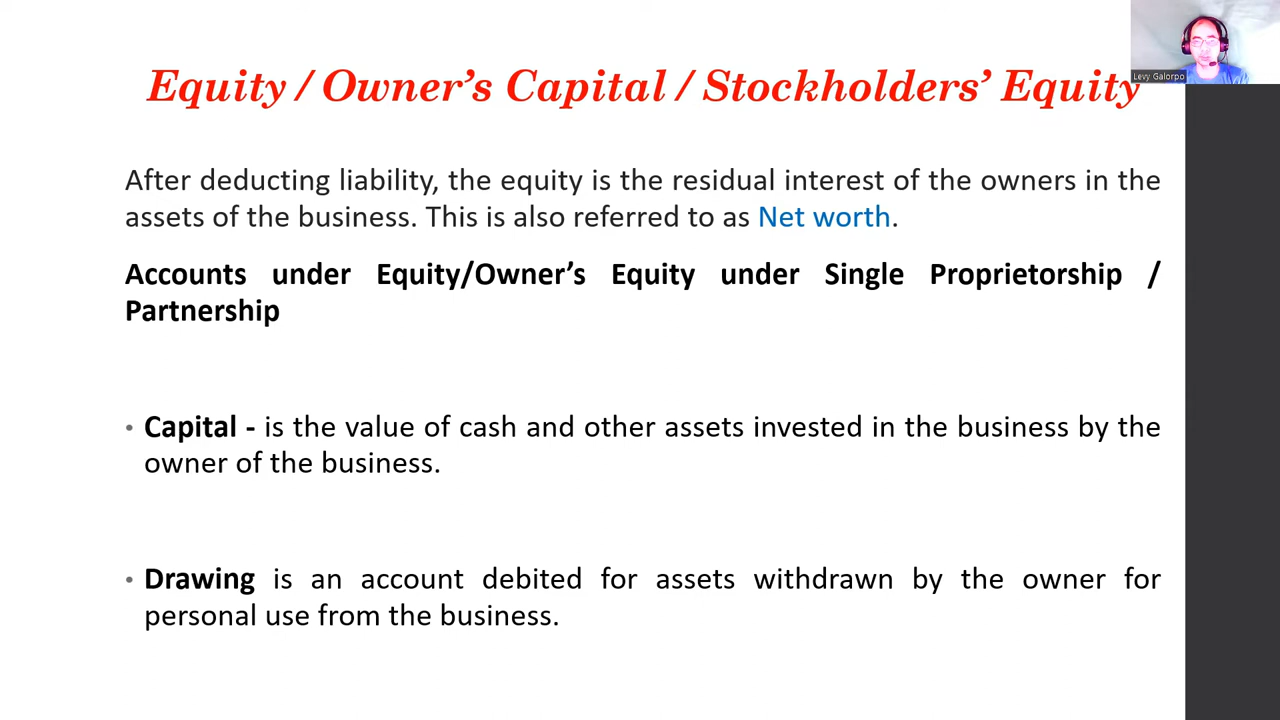 Equity / Owner's Capital / Stockholders' Equity
Levy Galorpo
After deducting liability, the equity is the residual interest of the owners in the
assets of the business. This is also referred to as Net worth.
Accounts under Equity/Owner's Equity under Single Proprietorship /
Partnership
• Capital - is the value of cash and other assets invested in the business by the
owner of the business.
• Drawing is an account debited for assets withdrawn by the owner for
personal use from the business.